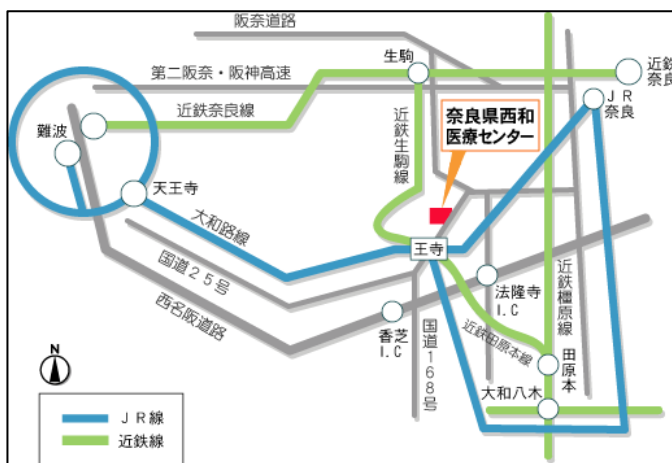 阪奈道路
生駒
近鉄
奈良
第二阪奈・阪神高速
ＪＲ
奈良
近鉄奈良線
奈良県西和
医療センター
難波
近鉄生駒線
天王寺
大和路線
王寺
国道２５号
法隆寺
I.C
近鉄橿原線
西名阪道路
香芝
I.C
国道168号
近鉄田原本線
田原本
大和八木
N
ＪＲ線
近鉄線